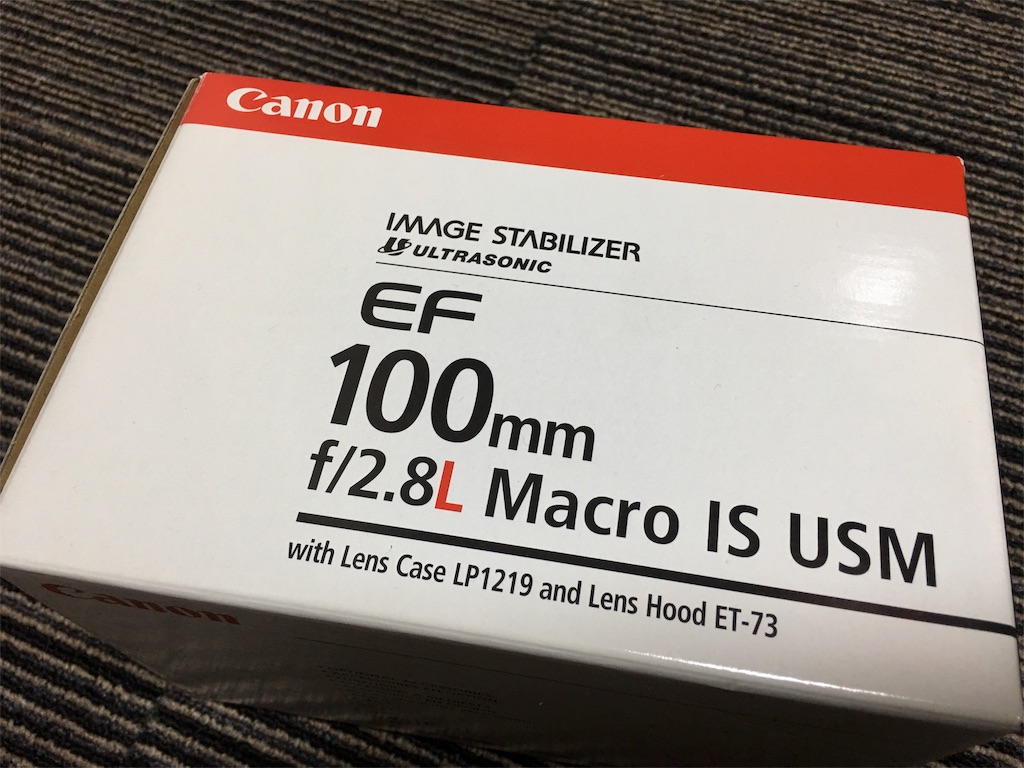 Canon
IMAGE STABILIZER
ULTRASONIC
EF
100mm
f/2.8L Macro IS USM
with Lens Case LP1219 and Lens Hood ET-73
Canon